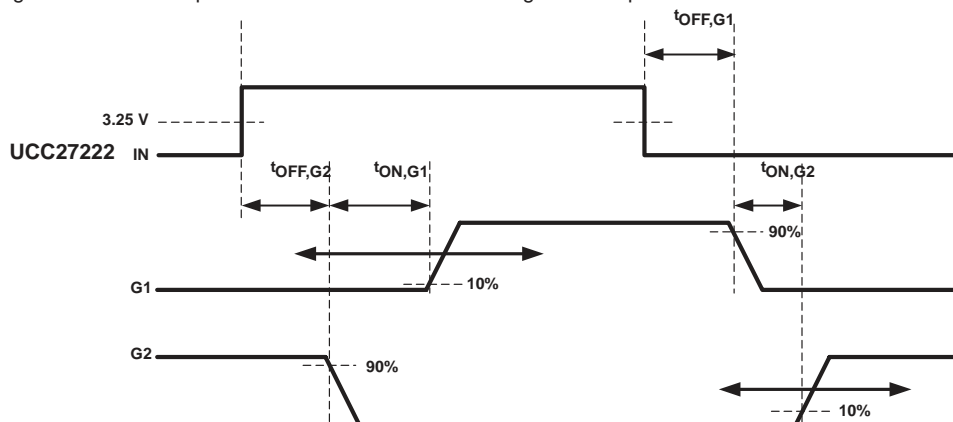 tOFF,G1
3.25 V
UCC27222 IN
tOFF,G2 tON,G1 tON,G2
90%
10%
G1
G2
90%
10%